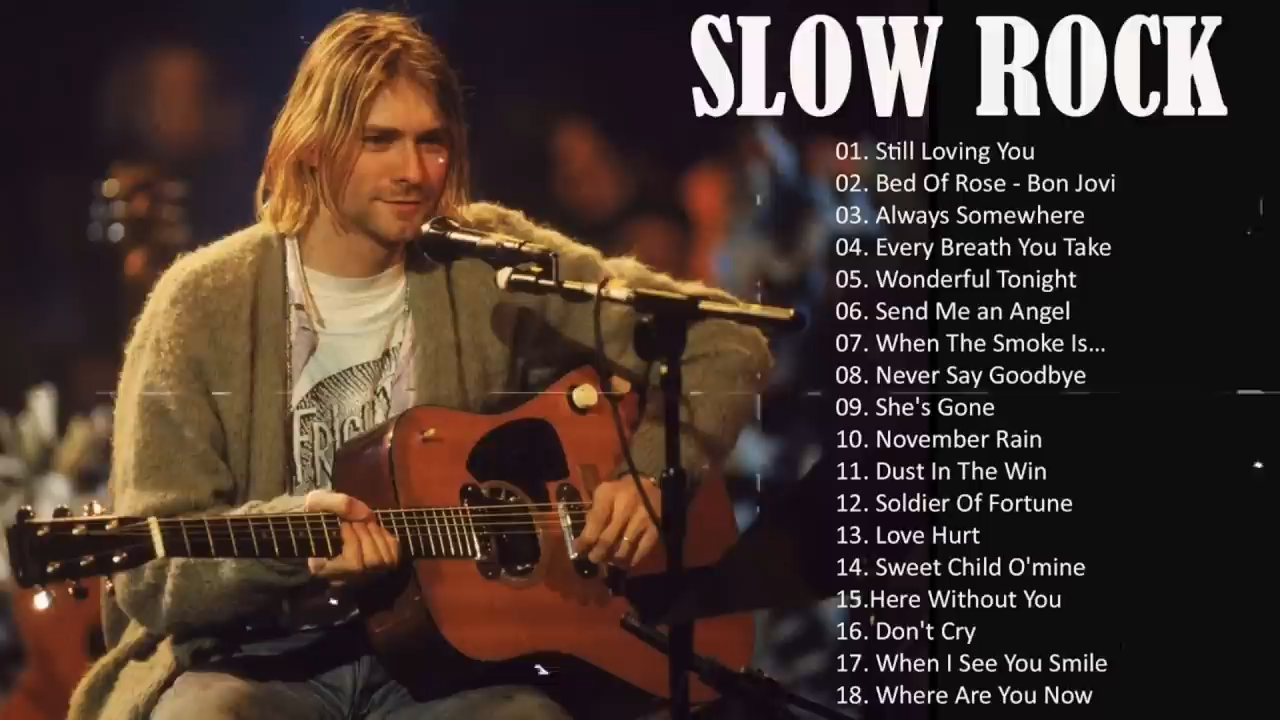 SLOW ROCK
01. Still Loving You
02. Bed Of Rose - Bon Jovi
03. Always Somewhere
04. Every Breath You Take
05. Wonderful Tonight
06. Send Me an Angel
07. When The Smoke Is...
08. Never Say Goodbye
09. She's Gone
10. November Rain
11. Dust In The Win
12. Soldier Of Fortune
13. Love Hurt
14. Sweet Child O'mine
15.Here Without You
16. Don't Cry
17. When I See You Smile
18. Where Are You Now